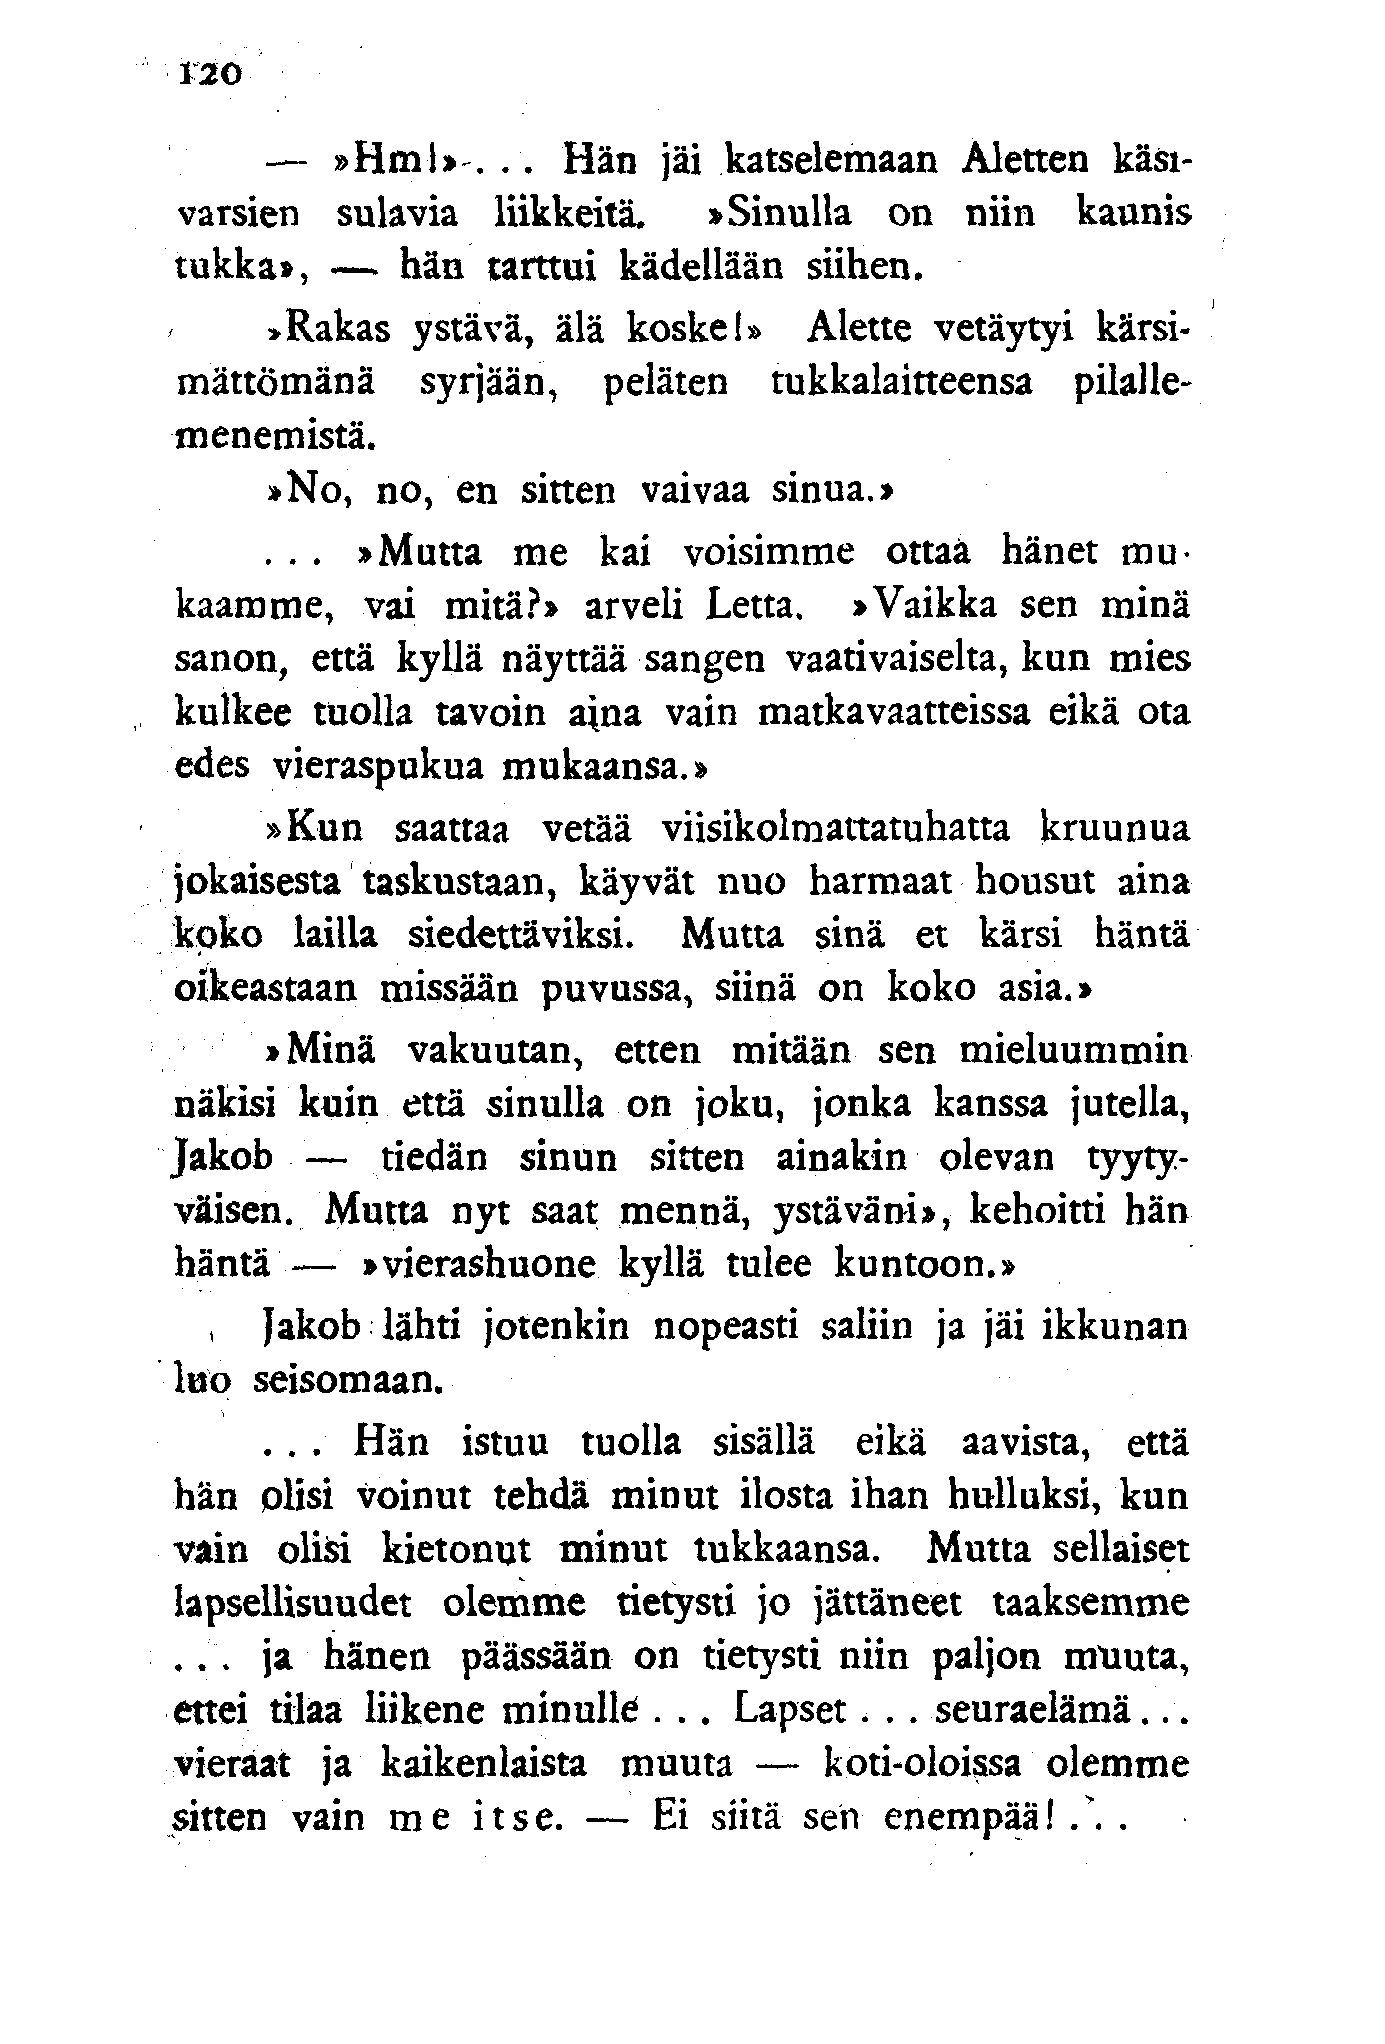 120
— »Hm!» . . . Hän jäi katselemaan Aletten käsi-
varsien sulavia liikkeitä. »Sinulla on niin kaunis
tukka», — hän tarttui kädellään siihen.
»Rakas ystävä, älä koske!» Alette vetäytyi kärsi-
mättömänä syrjään, peläten tukkalaitteensa pilalle-
menemistä.
»No, no, en sitten vaivaa sinua.»
. . . »Mutta me kai voisimme ottaa hänet mu-
kaamme, vai mitä?» arveli Letta. »Vaikka sen minä
sanon, että kyllä näyttää sangen vaativaiselta, kun mies
kulkee tuolla tavoin aina vain matkavaatteissa eikä ota
edes vieraspukua mukaansa.»
»Kun saattaa vetää viisikolmattatuhatta kruunua
jokaisesta taskustaan, käyvät nuo harmaat housut aina
koko lailla siedettäviksi. Mutta sinä et kärsi häntä
oikeastaan missään puvussa, siinä on koko asia.»
»Minä vakuutan, etten mitään sen mieluummin
näkisi kuin että sinulla on joku, jonka kanssa jutella,
Jakob — tiedän sinun sitten ainakin olevan tyyty-
väisen. Mutta nyt saat mennä, ystäväni», kehoitti hän
häntä — »vierashuone kyllä tulee kuntoon.»
Jakob lähti jotenkin nopeasti saliin ja jäi ikkunan
luo seisomaan.
. . . Hän istuu tuolla sisällä eikä aavista, että
hän olisi voinut tehdä minut ilosta ihan hulluksi, kun
vain olisi kietonut minut tukkaansa. Mutta sellaiset
lapsellisuudet olemme tietysti jo jättäneet taaksemme
. . . ja hänen päässään on tietysti niin paljon muuta,
ettei tilaa liikene minulle . . . Lapset . . . seuraelämä . . .
vieraat ja kaikenlaista muuta — koti-oloissa olemme
sitten vain me itse. — Ei siitä sen enempää! . . .